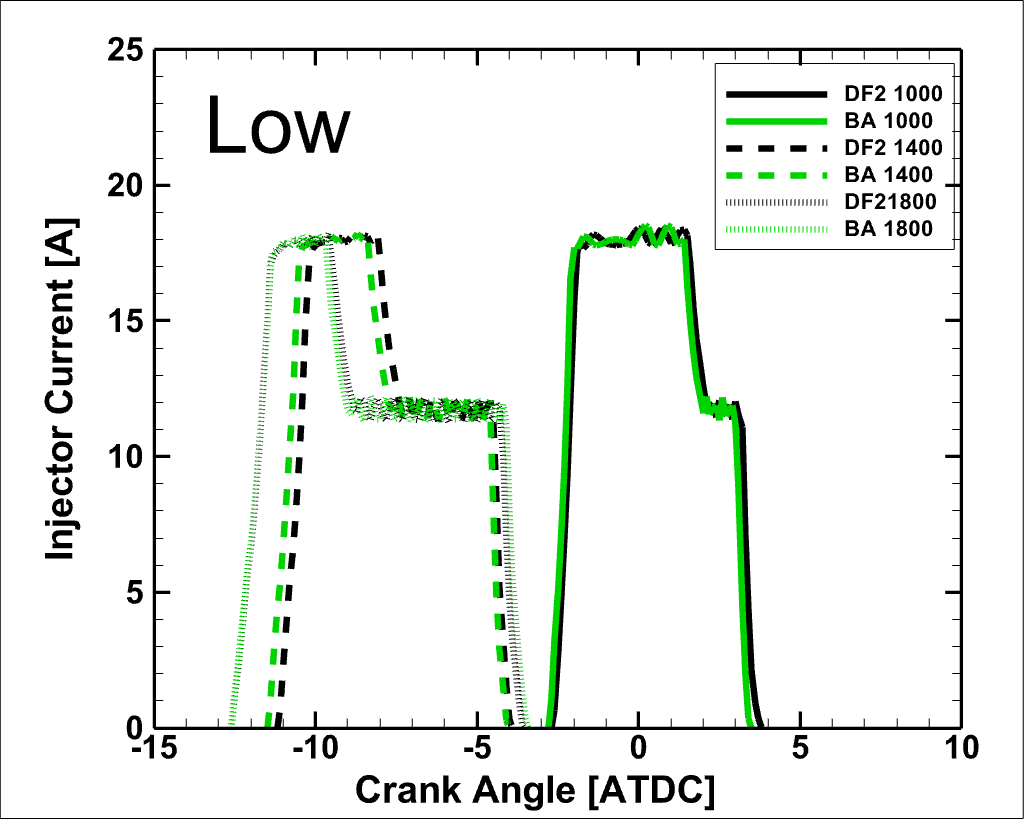 Low
DF2 1000
BA 1000
DF2 1400
BA 1400
DF21800
BA 1800
25
20
15
10
5
0
-15 -10 -5 0 5 10
Injector Current [A]
Crank Angle [ATDC]